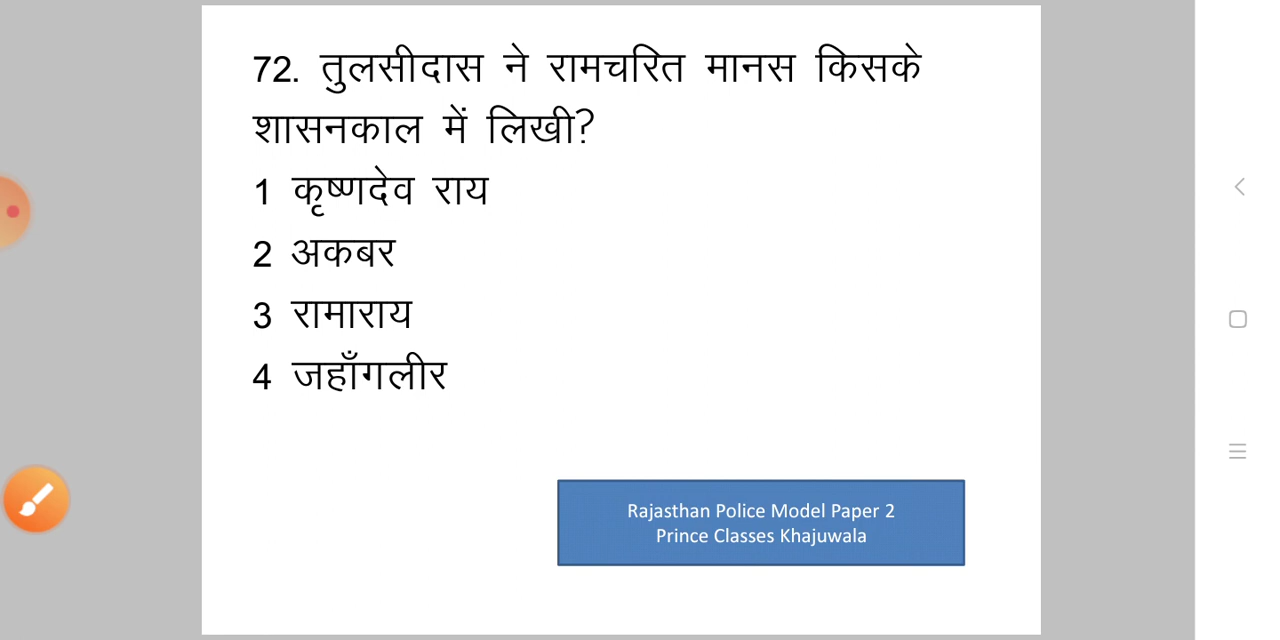 72. तुलसीदास ने रामचरित मानस किसके
शासनकाल में लिखी?
1 कृष्णदेव राय
2 अकबर
3 रामाराय
4 जहाँगलीर
Rajasthan Police Model Paper 2
Prince Classes Khajuwala